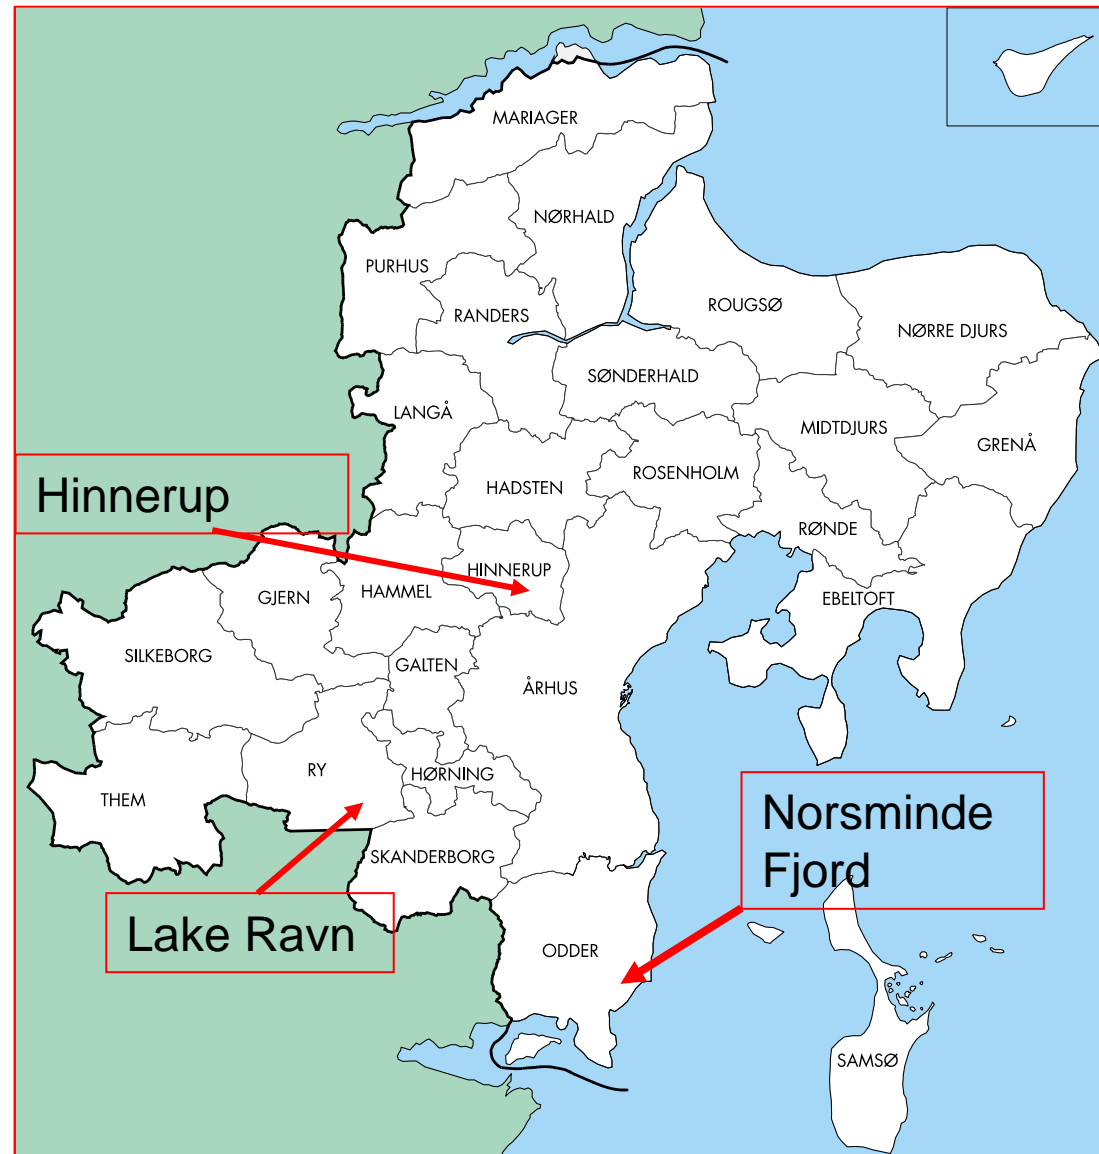 MARIAGER
NØRHALD
PURHUS
RANDERS
ROUGSØ
NØRRE DJURS
SØNDERHALD
LANGÅ
MIDTDJURS
GRENÅ
ROSENHOLM
HADSTEN
Hinnerup
RØNDE
HINNERUP
GJERN
HAMMEL
EBELTOFT
SILKEBORG
GALTEN
ÅRHUS
RY
HØRNING
THEM
Norsminde
Fjord
SKANDERBORG
Lake Ravn
ODDER
SAMSØ